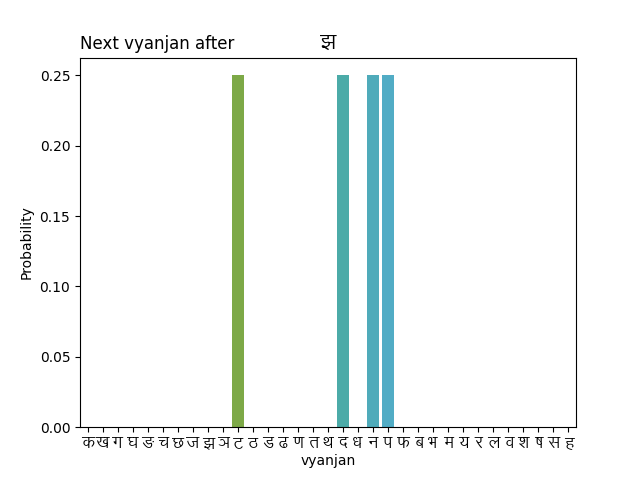 Next vyanjan after झ
0.25
0.20
0.15
0.10
0.05
0.00
Probability
क ख ग घ ङ च छ ज झ ञ ट ठ ड ढ ण त थ द ध न प फ ब भ म य र ल व श ष स ह
vyanjan